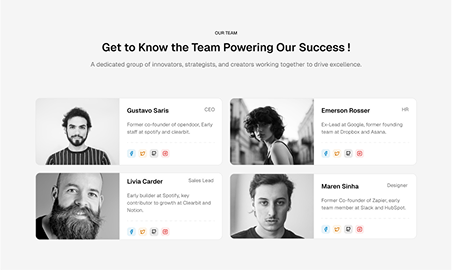 OUR TEAM
Get to Know the Team Powering Our Success !
A dedicated group of innovators, strategists, and creators working together to drive excellence.
Gustavo Saris
CEO
Former co-founder of opendoor, Early
staff at spotify and clearbit.
Emerson Rosser
HR
Ex-Lead at Google, former founding
team at Dropbox and Asana.
Livia Carder
Sales Lead
Early builder at Spotify, key
contributor to growth at Clearbit and
Notion.
Maren Sinha
Designer
Former Co-founder of Zapier, early
team member at Slack and HubSpot.